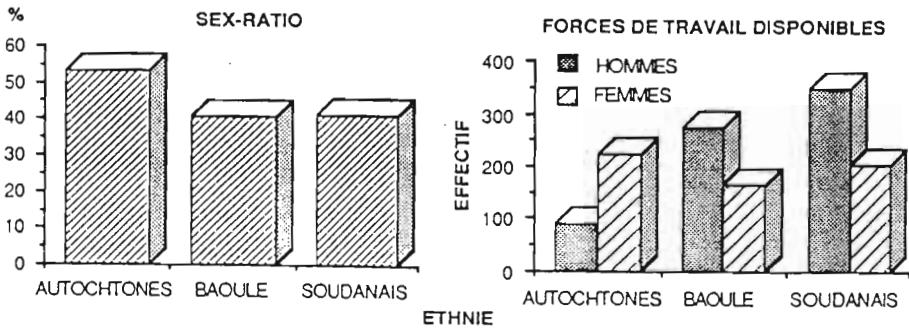 %
SEX-RATIO
60
50
40
30
20
10
0
AUTOCHTONES BAOULE SOUDANAIS
FORCES DE TRAVAIL DISPONIBLES
HOMMES
FEMMES
EFFECTIF
400
300
200
100
0
AUTOCHTONES BAOULE SOUDANAIS
ETHNIE